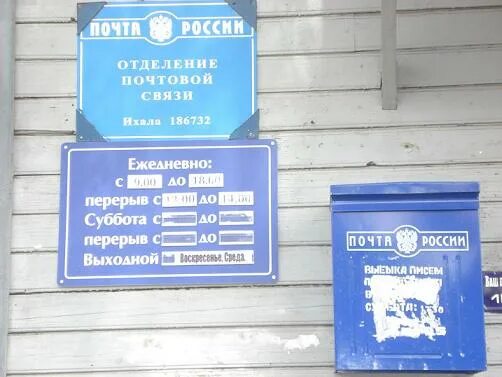 ПОЧТА РОССИИ
ОТДЕЛЕНИЕ
ПОЧТОВОЙ
СВЯЗИ
Ихала 186732
Ежедневно:
с 9.00 до 18.00
перерыв с 12.00 до 14.00
Суббота с до
перерыв с до
Выходной Воскресенье, Среда.
ПОЧТА РОССИИ
ВЫЕМКА ПИСЕМ